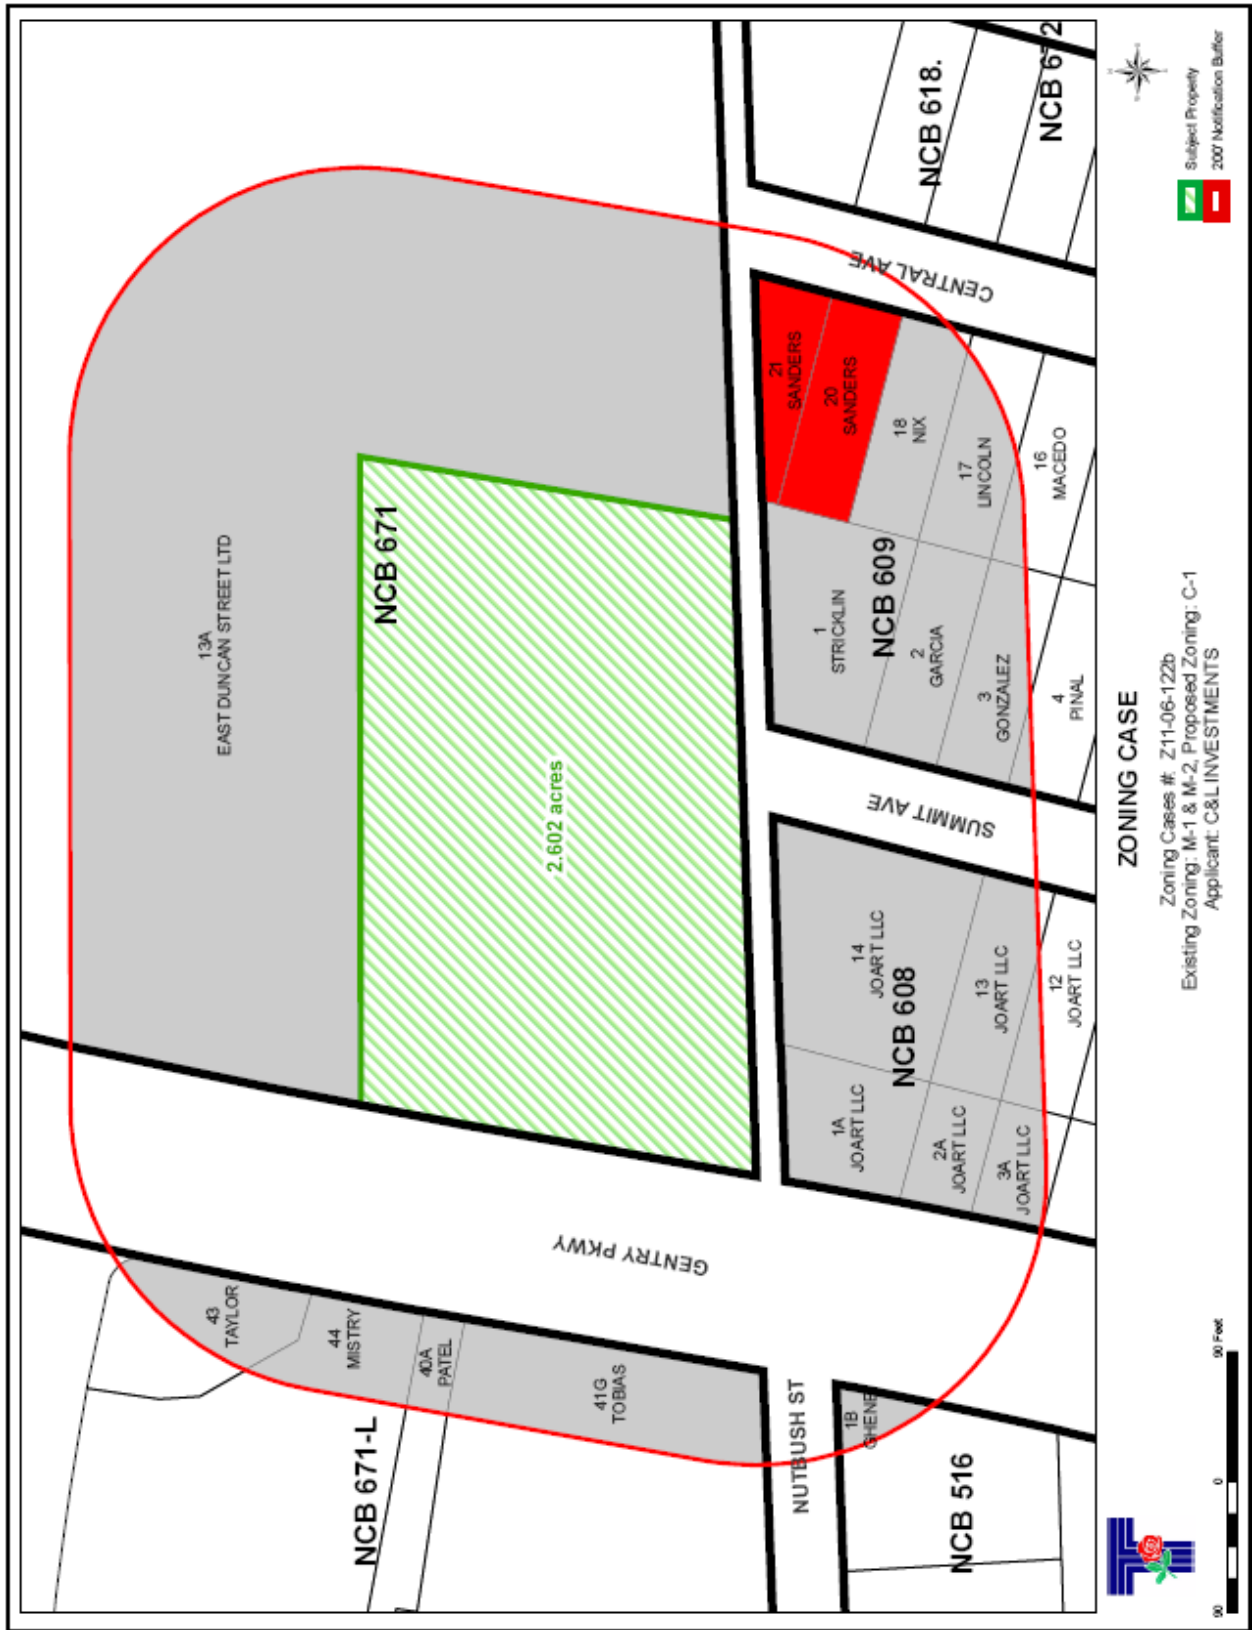 13A
EAST DUNCAN STREET LTD
NCB 671
2.602 acres
43
TAYLOR
44
MISTRY
40A
PATEL
41G
TOBIAS
NCB 671-L
GENTRY PKWY
NUTBUSH ST
1B
NCB 516
1A
JOART LLC
2A
JOART LLC
3A
JOART LLC
14
JOART LLC
NCB 608
13
JOART LLC
12
JOART LLC
SUMMIT AVE
1
STRICKLIN
NCB 609
2
GARCIA
3
GONZALEZ
4
PINAL
21
SANDERS
20
SANDERS
18
NIX
17
LINCOLN
16
MACEDO
CENTRAL AVE
NCB 618.
NCB
ZONING CASE
Zoning Cases #: Z11-06-122b
Existing Zoning: M-1 & M-2, Proposed Zoning: C-1
Applicant: C&L INVESTMENTS
Subject Property
200' Notification Buffer
90 0 90 Feet